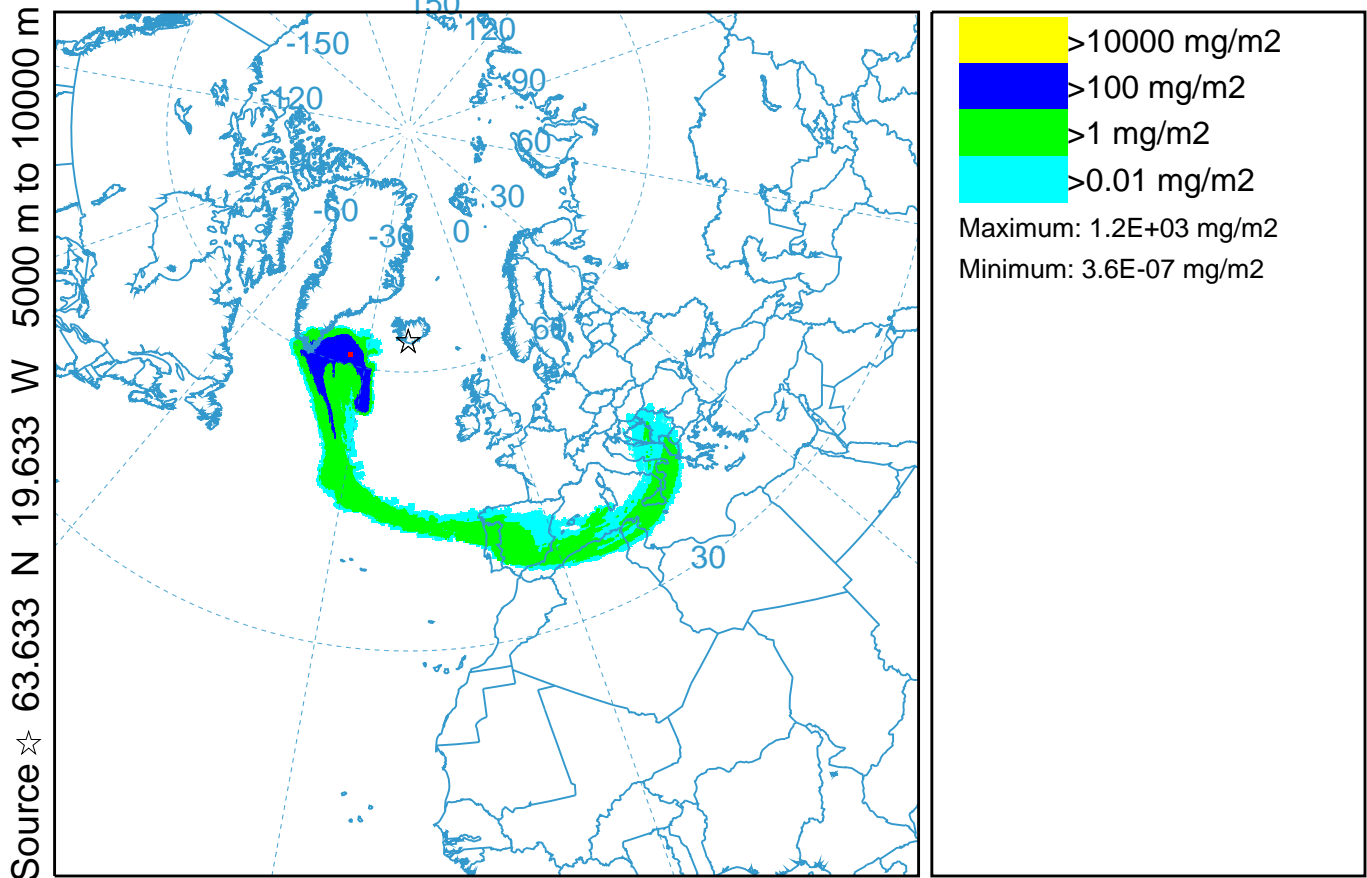 Source ☆ 63.633 N 19.633 W 5000 m to 10000 m
150
-150
120
-120
90
60
-60
30
-30
0
60
30
>10000 mg/m2
>100 mg/m2
>1 mg/m2
>0.01 mg/m2
Maximum: 1.2E+03 mg/m2
Minimum: 3.6E-07 mg/m2